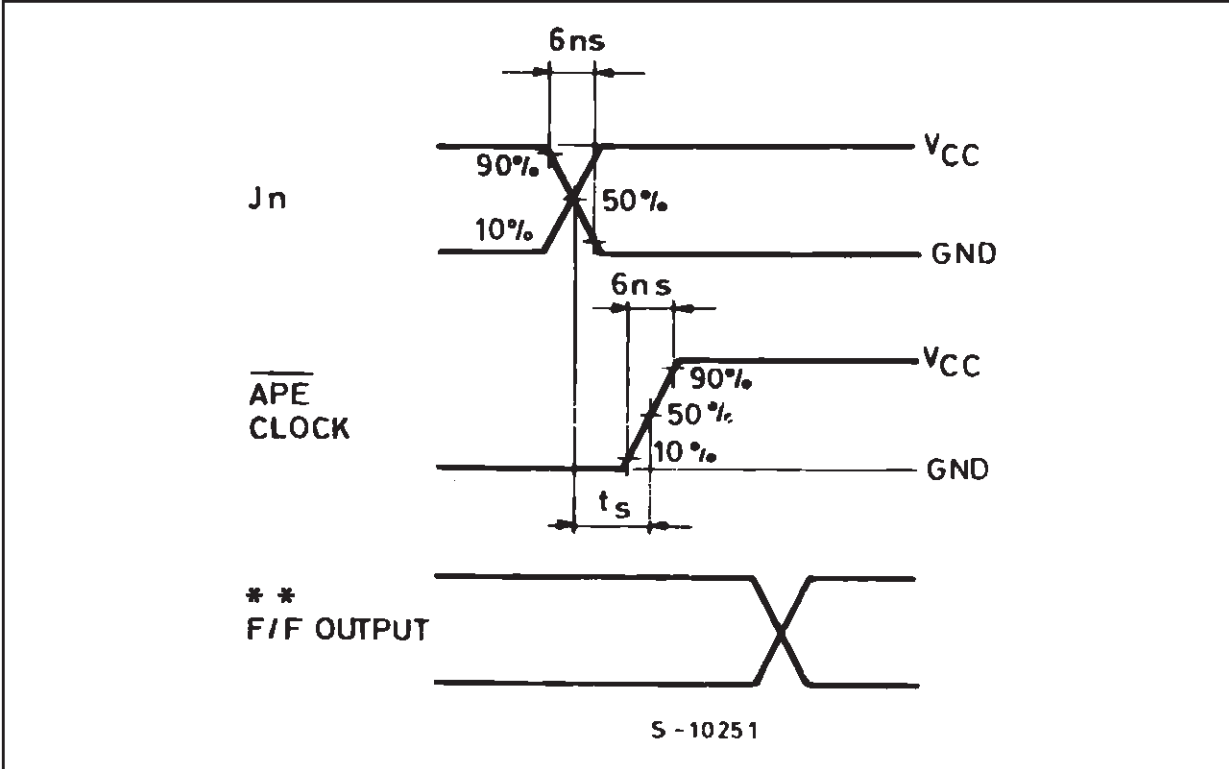 6ns
VCC
90%
Jn
50%
10%
GND
6ns
VCC
APE
CLOCK
90%
50%
10%
GND
ts
* *
F/F OUTPUT
S-10251